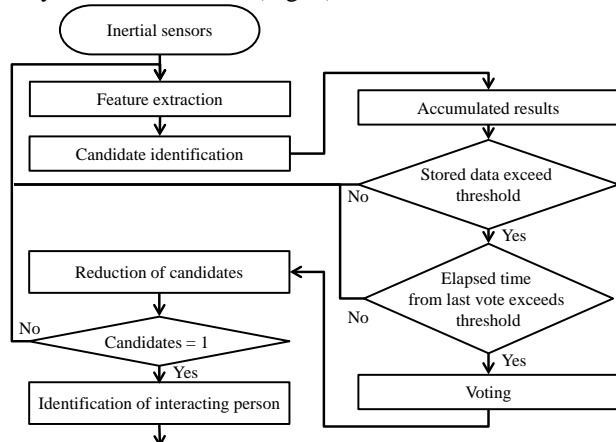 Inertial sensors
Feature extraction
Candidate identification
Accumulated results
Stored data exceed
threshold
No
Yes
Elapsed time
from last vote exceeds
threshold
No
Yes
Voting
Reduction of candidates
No
Candidates = 1
Yes
Identification of interacting person